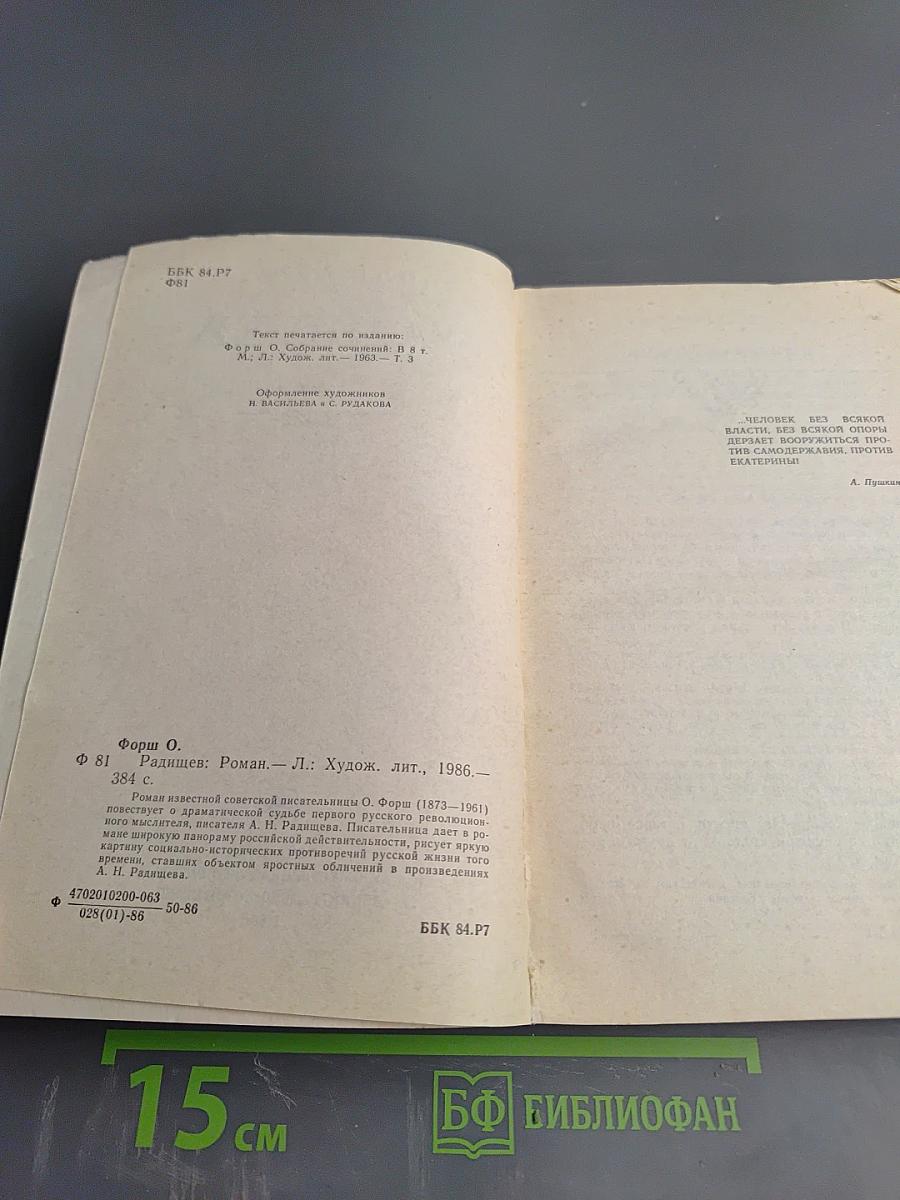 ББК 84.Р7
Ф81
Текст печатается по изданию:
Форш О. Собрание сочинений: В 8 т.
М.; Л.: Худож. лит.— 1963.— Т. 3
Оформление художников
Н. ВАСИЛЬЕВА и С. РУДАКОВА
Форш О.
Ф 81 Радищев: Роман.— Л.: Худож. лит., 1986.—
384 с.
Роман известной советской писательницы О. Форш (1873—1961)
повествует о драматической судьбе первого русского революцион-
ного мыслителя, писателя А. Н. Радищева. Писательница дает в ро-
мане широкую панораму российской действительности, рисует яркую
картину социально-исторических противоречий русской жизни того
времени, ставших объектом яростных обличений в произведениях
А. Н. Радищева.
Ф 4702010200-063
028(01)-86 50-86
ББК 84.Р7
...ЧЕЛОВЕК БЕЗ ВСЯКОЙ
ВЛАСТИ, БЕЗ ВСЯКОЙ ОПОРЫ
ДЕРЗАЕТ ВООРУЖИТЬСЯ ПРО-
ТИВ САМОДЕРЖАВИЯ, ПРОТИВ
ЕКАТЕРИНЫ!
А. Пушкин
15 см
БФ БИБЛИОФАН